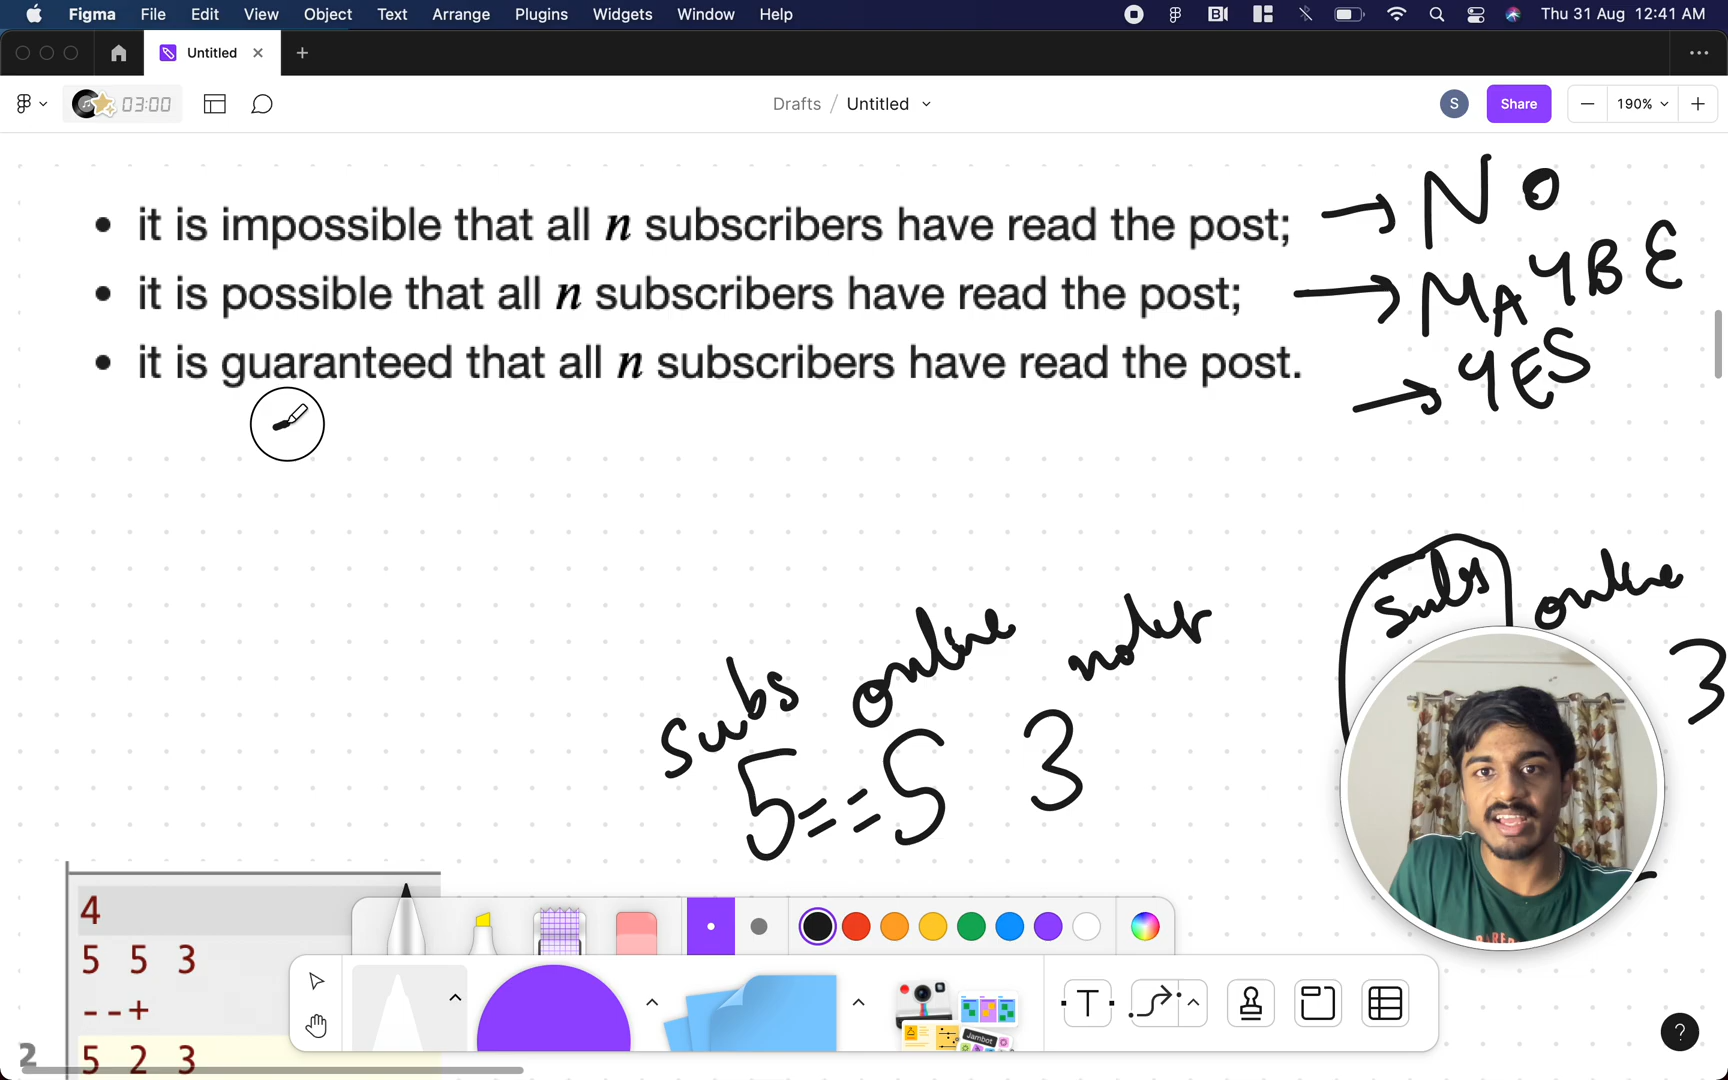 Figma File Edit View Object Text Arrange Plugins Widgets Window Help Thu 31 Aug 12:41 AM
Untitled
03:00 Drafts / Untitled S Share 190%
• it is impossible that all n subscribers have read the post; → NO
• it is possible that all n subscribers have read the post; → MAYBE
• it is guaranteed that all n subscribers have read the post. → YES
subs online
3
subs online
5 == 5 3
4
5 5 3
--+
2
5 2 3
T
Jambot
?